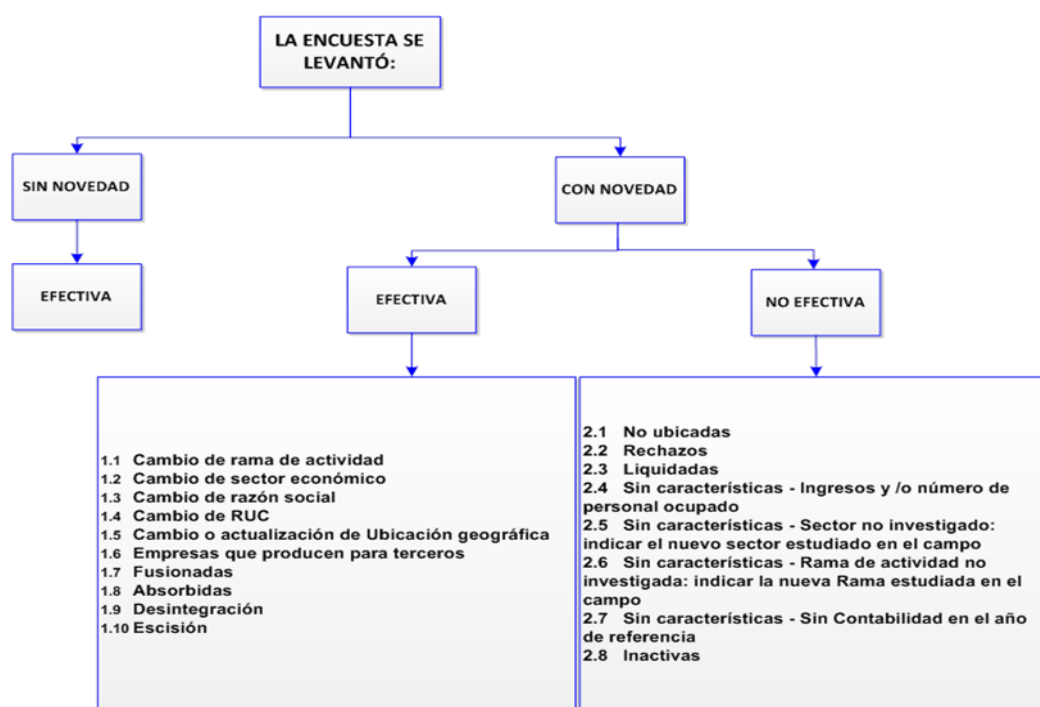 LA ENCUESTA SE
LEVANTÓ:
SIN NOVEDAD
CON NOVEDAD
EFECTIVA
EFECTIVA
NO EFECTIVA
1.1 Cambio de rama de actividad
1.2 Cambio de sector económico
1.3 Cambio de razón social
1.4 Cambio de RUC
1.5 Cambio o actualización de Ubicación geográfica
1.6 Empresas que producen para terceros
1.7 Fusionadas
1.8 Absorbidas
1.9 Desintegración
1.10 Escisión
2.1 No ubicadas
2.2 Rechazos
2.3 Liquidadas
2.4 Sin características - Ingresos y /o número de
personal ocupado
2.5 Sin características - Sector no investigado:
indicar el nuevo sector estudiado en el campo
2.6 Sin características - Rama de actividad no
investigada: indicar la nueva Rama estudiada en el
campo
2.7 Sin características - Sin Contabilidad en el año
de referencia
2.8 Inactivas